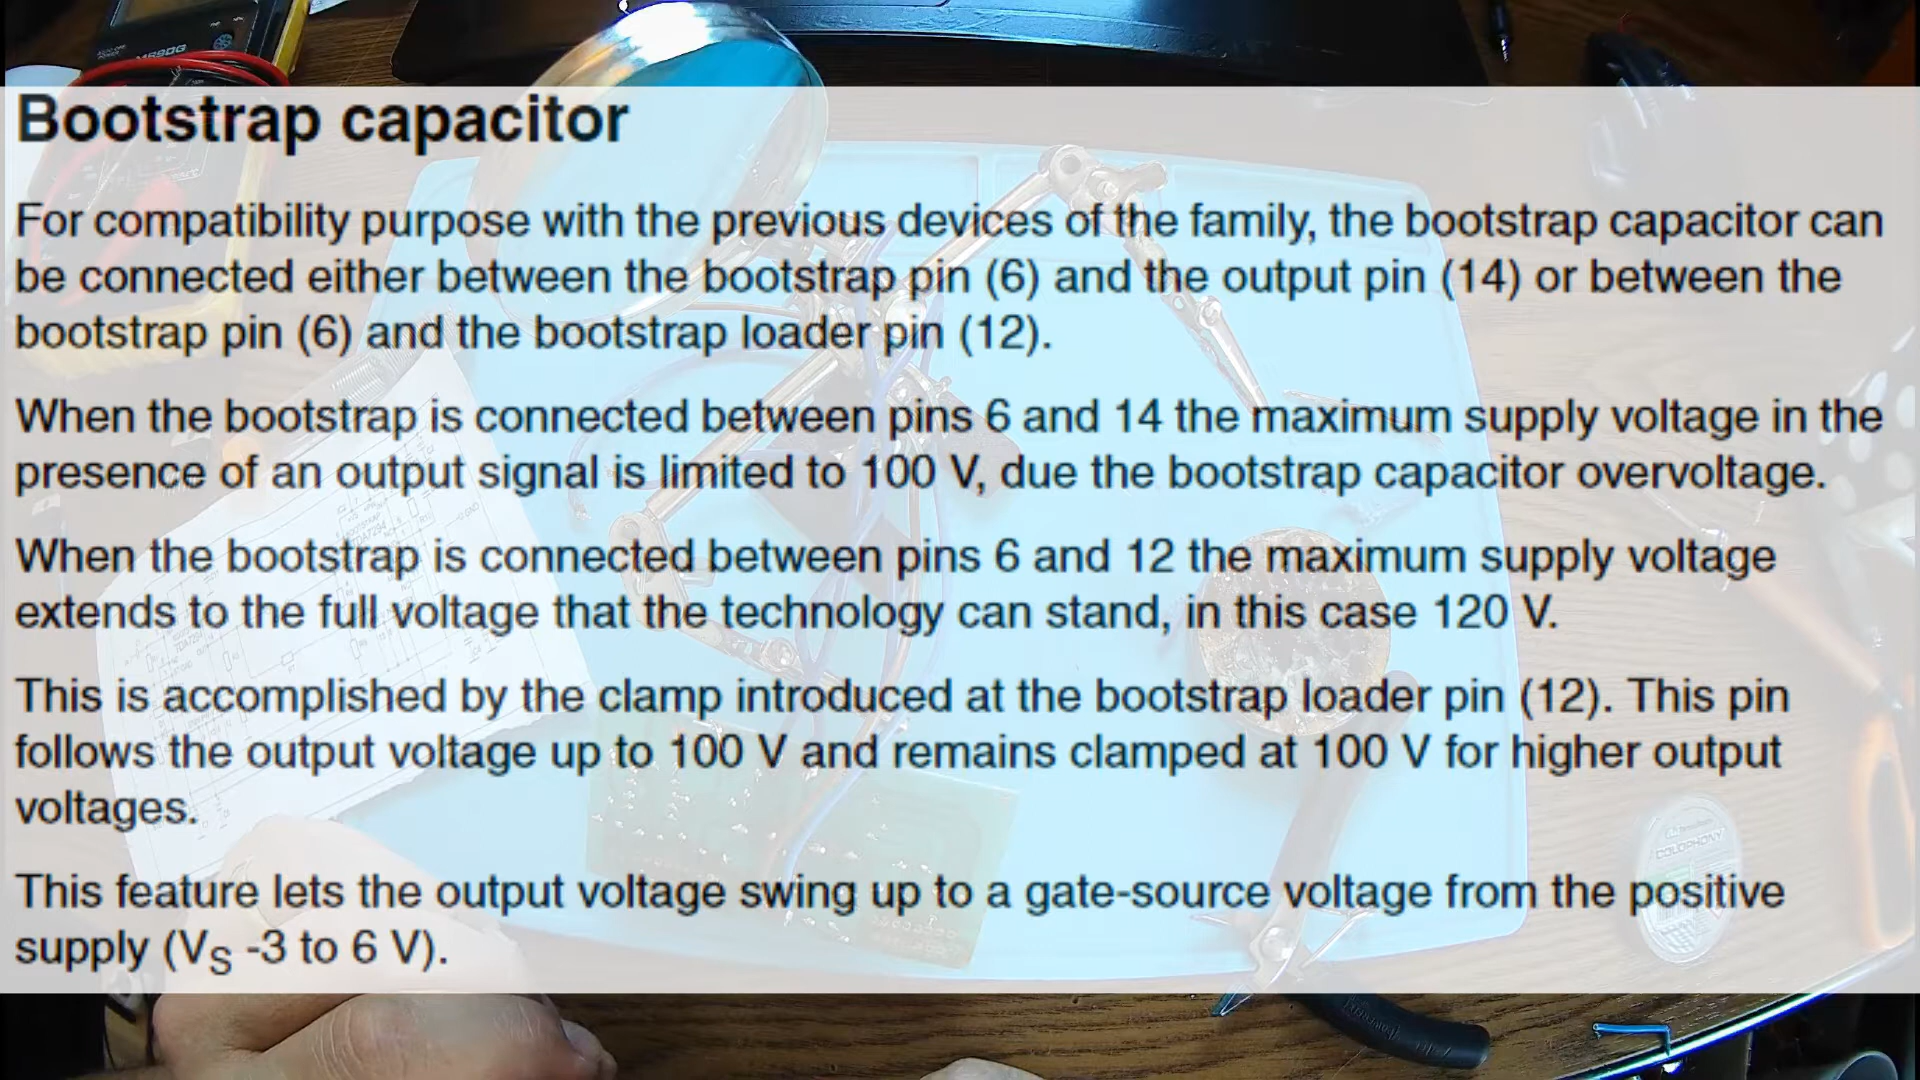 Bootstrap capacitor
For compatibility purpose with the previous devices of the family, the bootstrap capacitor can
be connected either between the bootstrap pin (6) and the output pin (14) or between the
bootstrap pin (6) and the bootstrap loader pin (12).
When the bootstrap is connected between pins 6 and 14 the maximum supply voltage in the
presence of an output signal is limited to 100 V, due the bootstrap capacitor overvoltage.
When the bootstrap is connected between pins 6 and 12 the maximum supply voltage
extends to the full voltage that the technology can stand, in this case 120 V.
This is accomplished by the clamp introduced at the bootstrap loader pin (12). This pin
follows the output voltage up to 100 V and remains clamped at 100 V for higher output
voltages.
This feature lets the output voltage swing up to a gate-source voltage from the positive
supply (VS -3 to 6 V).
COLOPHONY